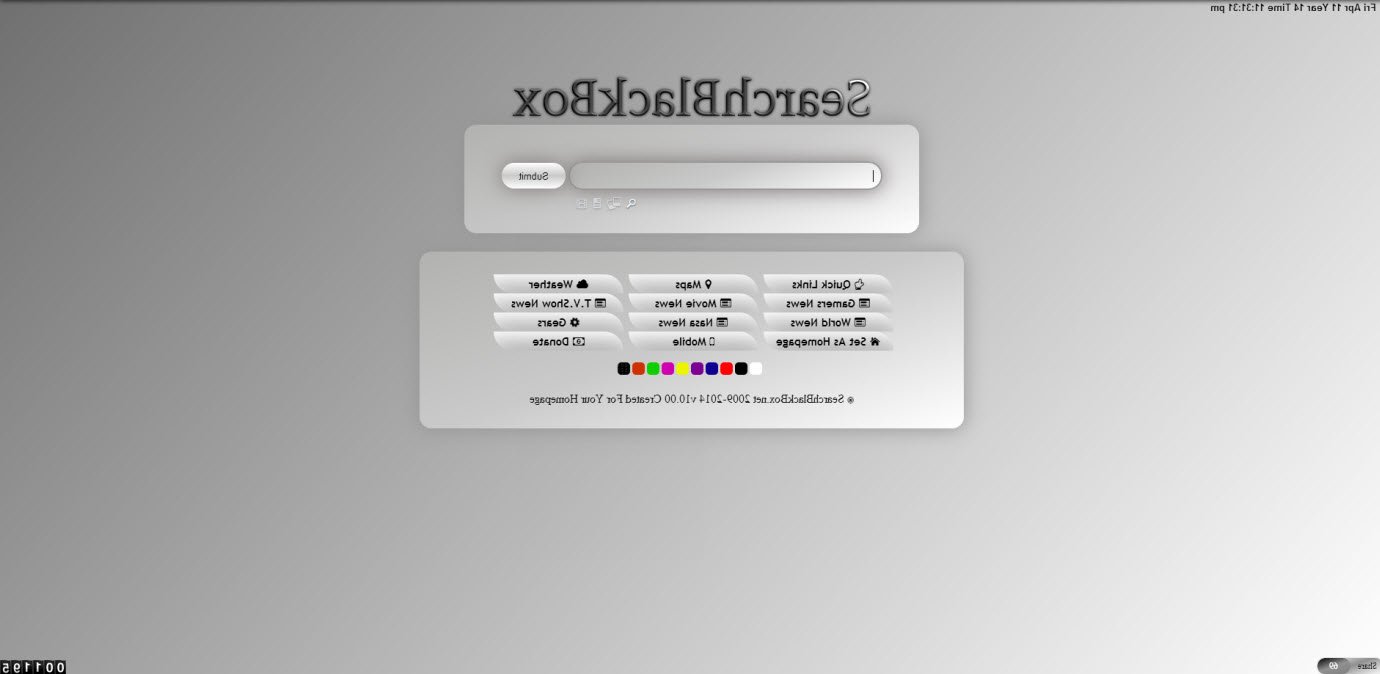 Fri Apr 11 Year 14 Time 11:31:31 pm
SearchBlackBox
Submit
Quick Links Maps Weather
Gamers News Movie News T.V.Show News
World News Nasa News Gears
Set As Homepage Mobile Donate
® SearchBlackBox.net 2009-2014 v10.00 Created For Your Homepage
Share 69
001195